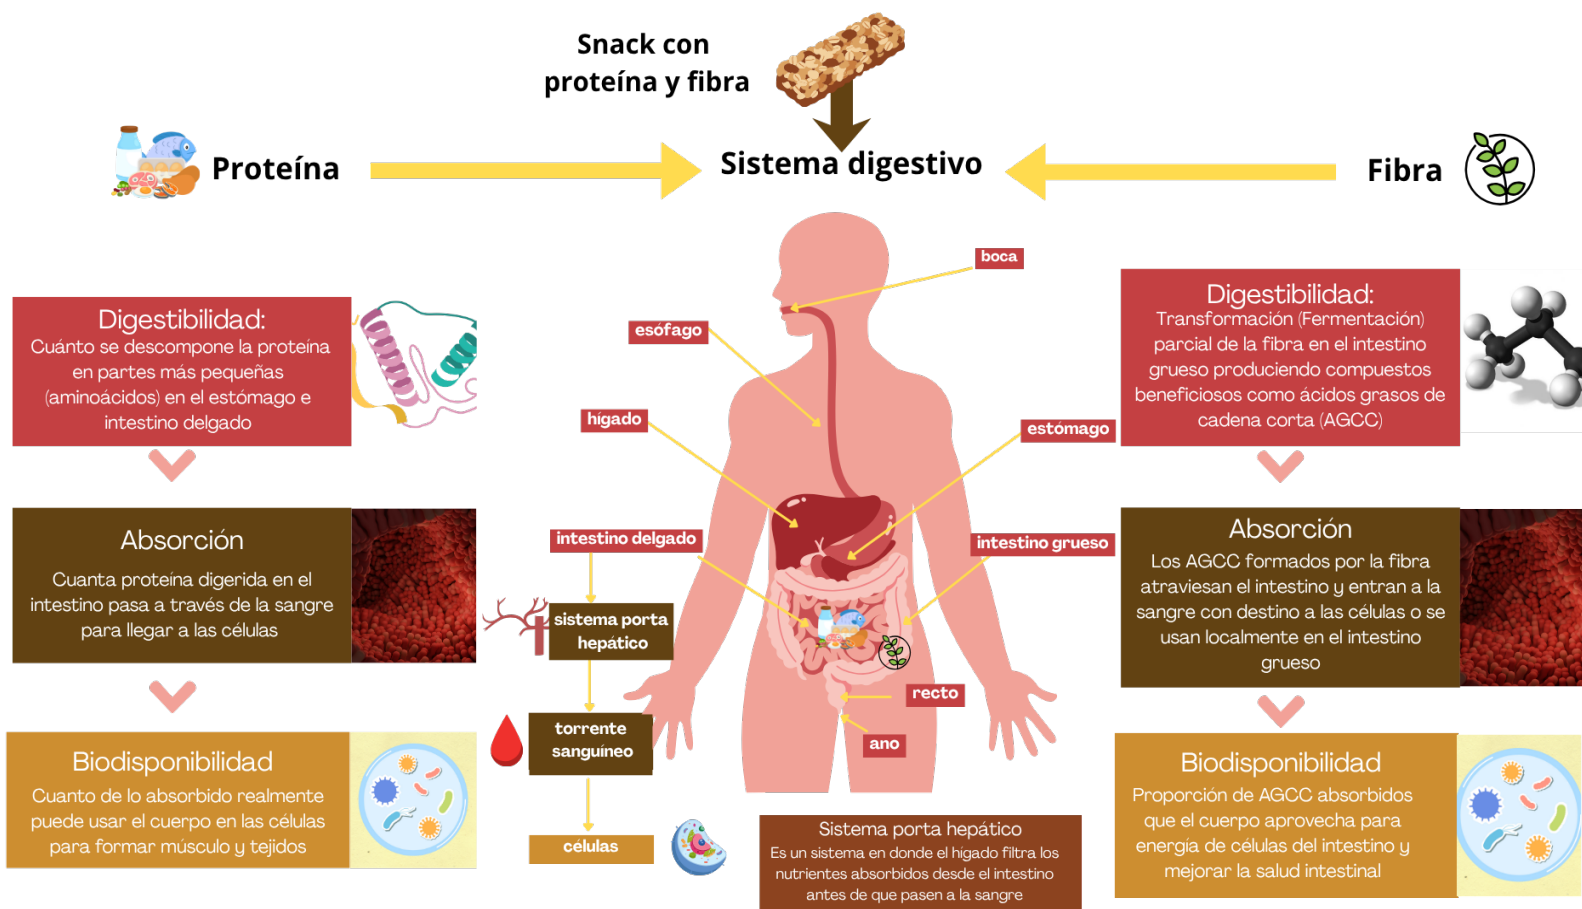 Snack con
proteína y fibra
Proteína
Sistema digestivo
Fibra
boca
esófago
hígado
estómago
intestino delgado
intestino grueso
sistema porta
hepático
recto
torrente
sanguíneo
ano
células
Digestibilidad:
Cuánto se descompone la proteína
en partes más pequeñas
(aminoácidos) en el estómago e
intestino delgado
Absorción
Cuanta proteína digerida en el
intestino pasa a través de la sangre
para llegar a las células
Biodisponibilidad
Cuanto de lo absorbido realmente
puede usar el cuerpo en las células
para formar músculo y tejidos
Sistema porta hepático
Es un sistema en donde el hígado filtra los
nutrientes absorbidos desde el intestino
antes de que pasen a la sangre
Digestibilidad:
Transformación (Fermentación)
parcial de la fibra en el intestino
grueso produciendo compuestos
beneficiosos como ácidos grasos de
cadena corta (AGCC)
Absorción
Los AGCC formados por la fibra
atraviesan el intestino y entran a la
sangre con destino a las células o se
usan localmente en el intestino
grueso
Biodisponibilidad
Proporción de AGCC absorbidos
que el cuerpo aprovecha para
energía de células del intestino y
mejorar la salud intestinal